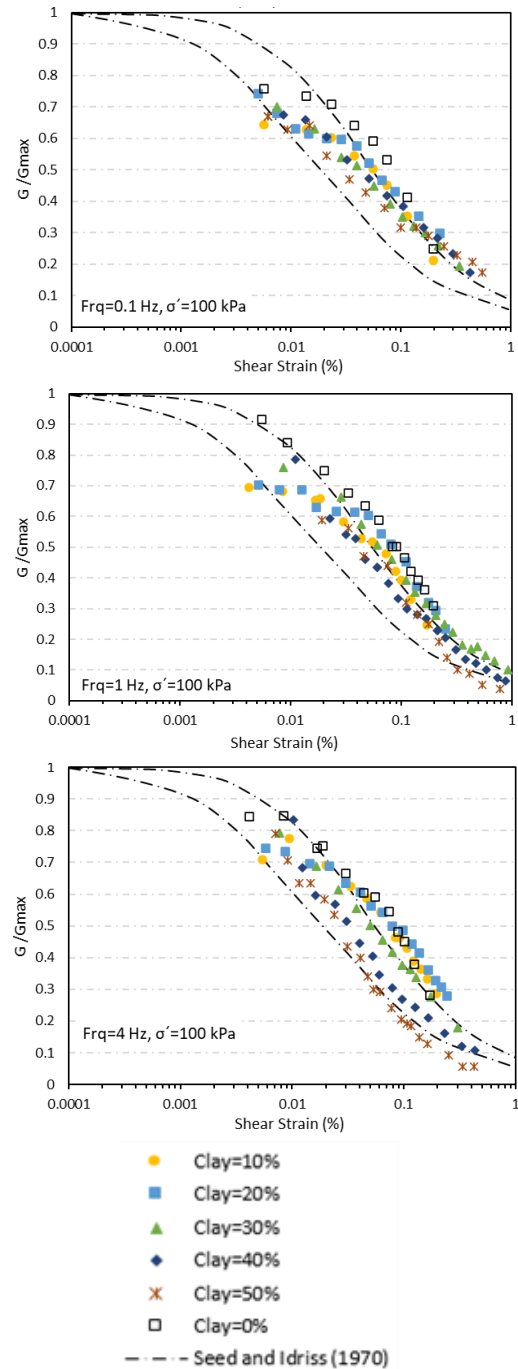 G /Gmax
1
0.9
0.8
0.7
0.6
0.5
0.4
0.3
0.2
0.1
0
Frq=0.1 Hz, σ´=100 kPa
0.0001 0.001 0.01 0.1 1
Shear Strain (%)
G /Gmax
1
0.9
0.8
0.7
0.6
0.5
0.4
0.3
0.2
0.1
0
Frq=1 Hz, σ´=100 kPa
0.0001 0.001 0.01 0.1 1
Shear Strain (%)
G /Gmax
1
0.9
0.8
0.7
0.6
0.5
0.4
0.3
0.2
0.1
0
Frq=4 Hz, σ´=100 kPa
0.0001 0.001 0.01 0.1 1
Shear Strain (%)
Clay=10%
Clay=20%
Clay=30%
Clay=40%
Clay=50%
Clay=0%
Seed and Idriss (1970)